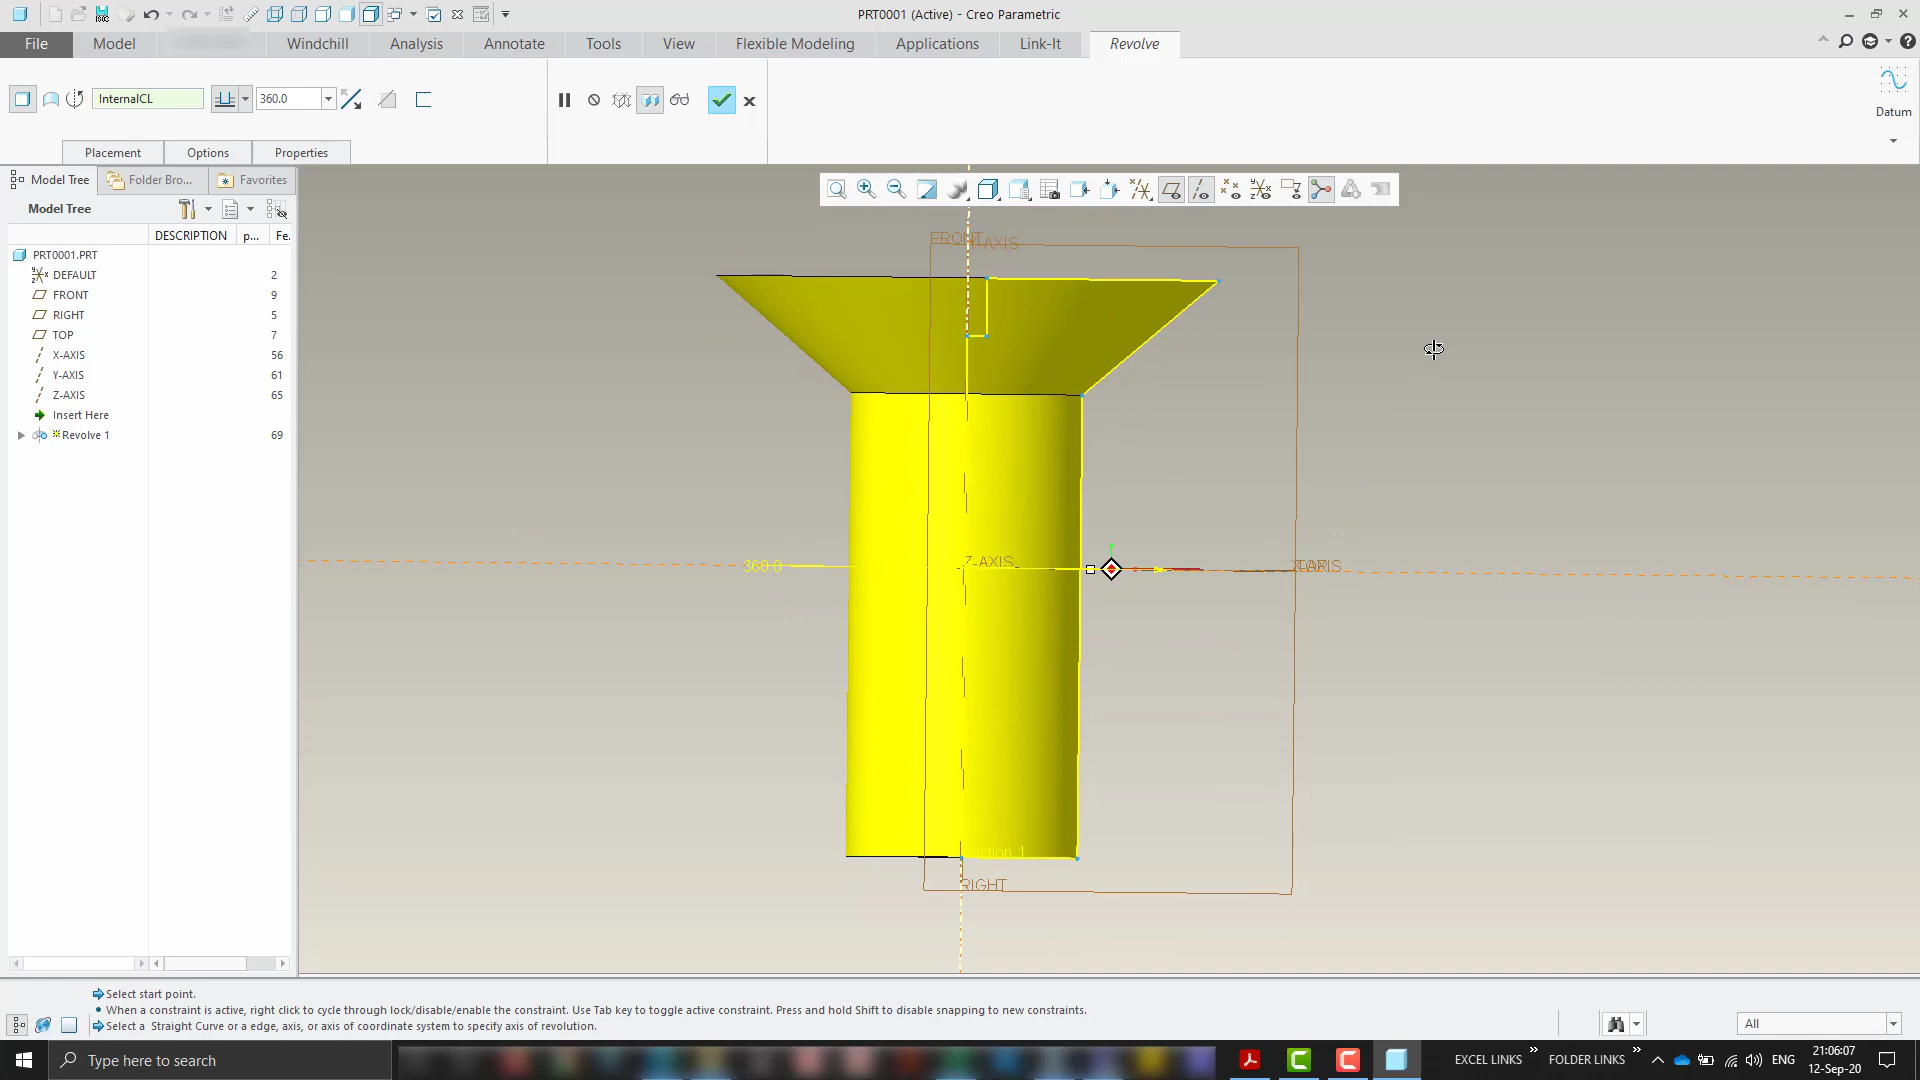 PRT0001 (Active) - Creo Parametric
File Model Windchill Analysis Annotate Tools View Flexible Modeling Applications Link-It Revolve
InternalCL 360.0
Datum
Placement Options Properties
Model Tree Folder Bro... Favorites
Model Tree
DESCRIPTION p... Fe.
PRT0001.PRT
DEFAULT 2
FRONT 9
RIGHT 5
TOP 7
X-AXIS 56
Y-AXIS 61
Z-AXIS 65
Insert Here
Revolve 1 69
FRONT
360.0
Z-AXIS
RIGHT
Select start point.
When a constraint is active, right click to cycle through lock/disable/enable the constraint. Use Tab key to toggle active constraint. Press and hold Shift to disable snapping to new constraints.
Select a Straight Curve or a edge, axis, or axis of coordinate system to specify axis of revolution.
All
Type here to search
EXCEL LINKS » FOLDER LINKS » ENG
21:06:07
12-Sep-20